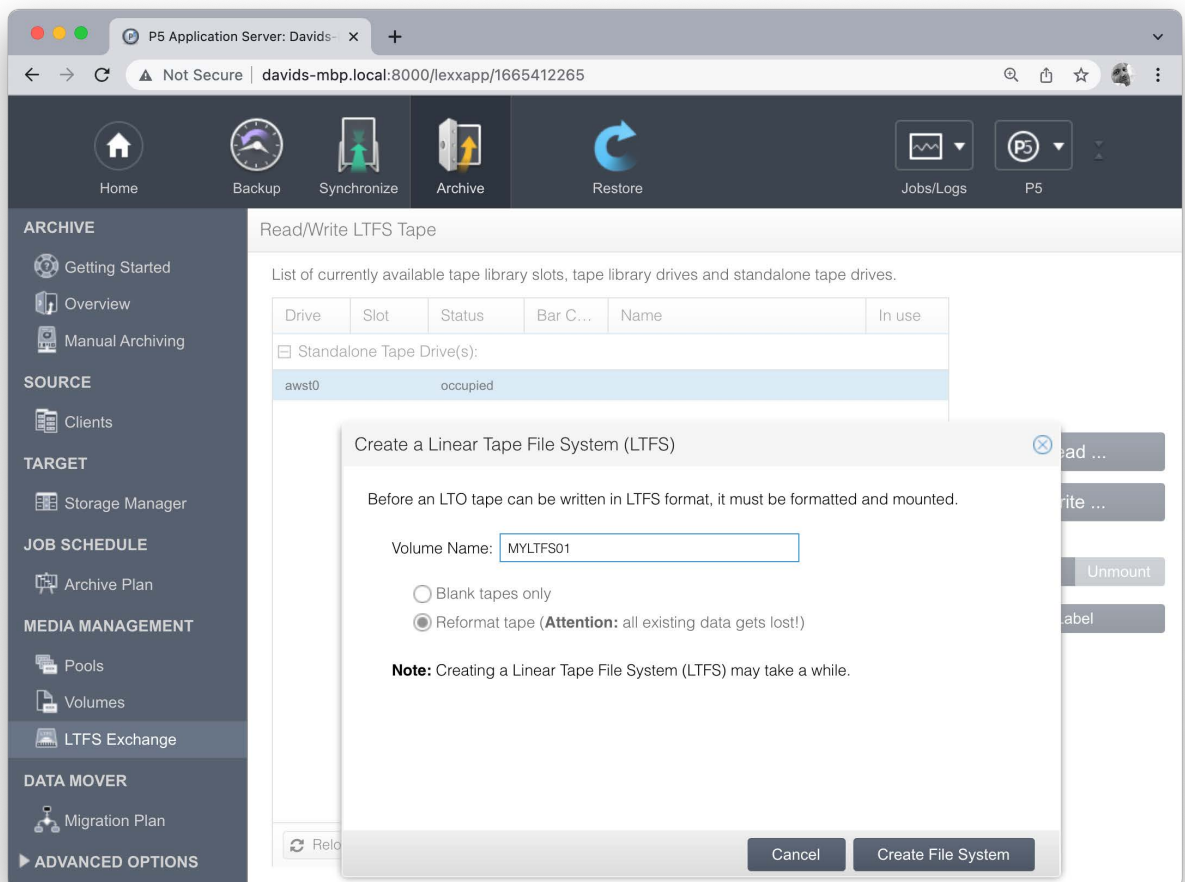 P5 Application Server: Davids-
Not Secure | davids-mbp.local:8000/lexxapp/1665412265
Home
Backup
Synchronize
Archive
Restore
Jobs/Logs
P5
P5
ARCHIVE
Getting Started
Overview
Manual Archiving
SOURCE
Clients
TARGET
Storage Manager
JOB SCHEDULE
Archive Plan
MEDIA MANAGEMENT
Pools
Volumes
LTFS Exchange
DATA MOVER
Migration Plan
ADVANCED OPTIONS
Read/Write LTFS Tape
List of currently available tape library slots, tape library drives and standalone tape drives.
Drive Slot Status Bar C... Name In use
Standalone Tape Drive(s):
awst0 occupied
Create a Linear Tape File System (LTFS)
Before an LTO tape can be written in LTFS format, it must be formatted and mounted.
Volume Name: MYLTFS01
Blank tapes only
Reformat tape (Attention: all existing data gets lost!)
Note: Creating a Linear Tape File System (LTFS) may take a while.
Cancel
Create File System
ead ...
rite ...
Unmount
abel
Relo